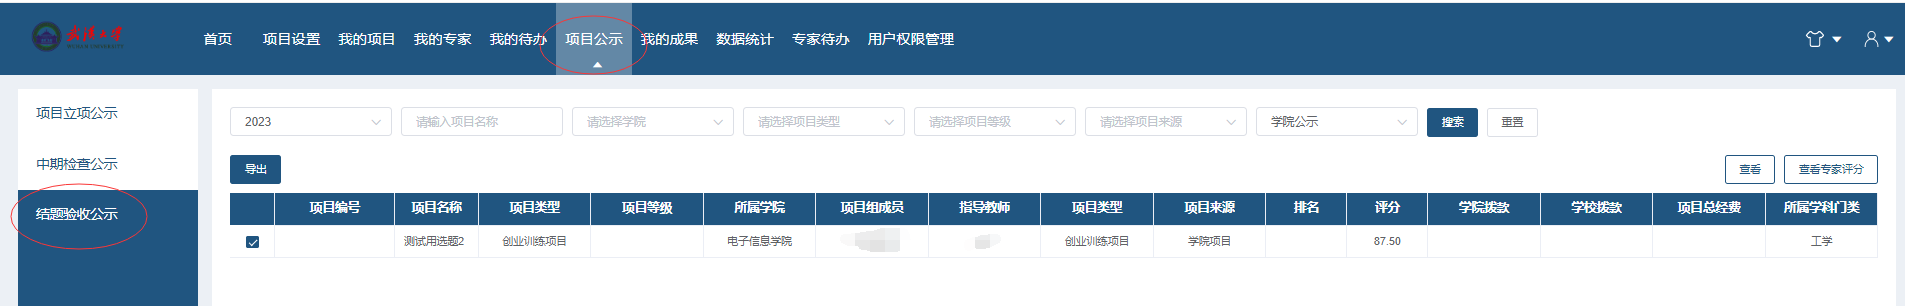 武汉大学
WUHAN UNIVERSITY
首页 项目设置 我的项目 我的专家 我的待办 项目公示 我的成果 数据统计 专家待办 用户权限管理
项目立项公示
中期检查公示
结题验收公示
2023 请输入项目名称 请选择学院 请选择项目类型 请选择项目等级 请选择项目来源 学院公示 搜索 重置
导出 查看 查看专家评分
项目编号 项目名称 项目类型 项目等级 所属学院 项目组成员 指导教师 项目类型 项目来源 排名 评分 学院拨款 学校拨款 项目总经费 所属学科门类
测试用选题2 创业训练项目 电子信息学院 创业训练项目 学院项目 87.50 工学